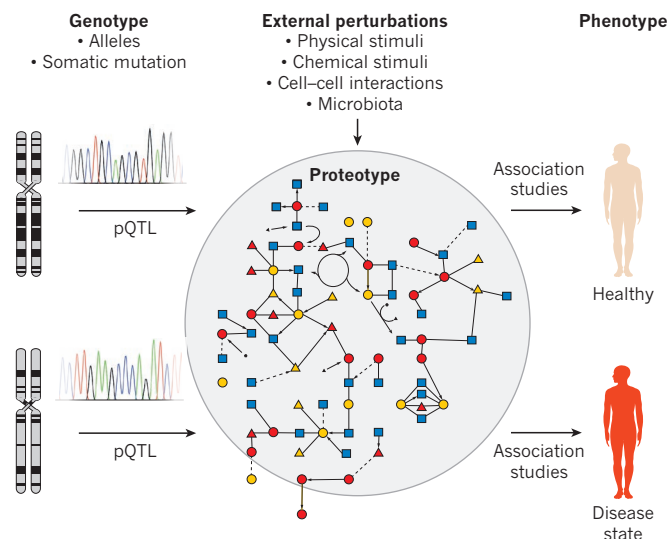 Genotype
• Alleles
• Somatic mutation
External perturbations
• Physical stimuli
• Chemical stimuli
• Cell–cell interactions
• Microbiota
Phenotype
Proteotype
pQTL
Association
studies
Healthy
pQTL
Association
studies
Disease
state